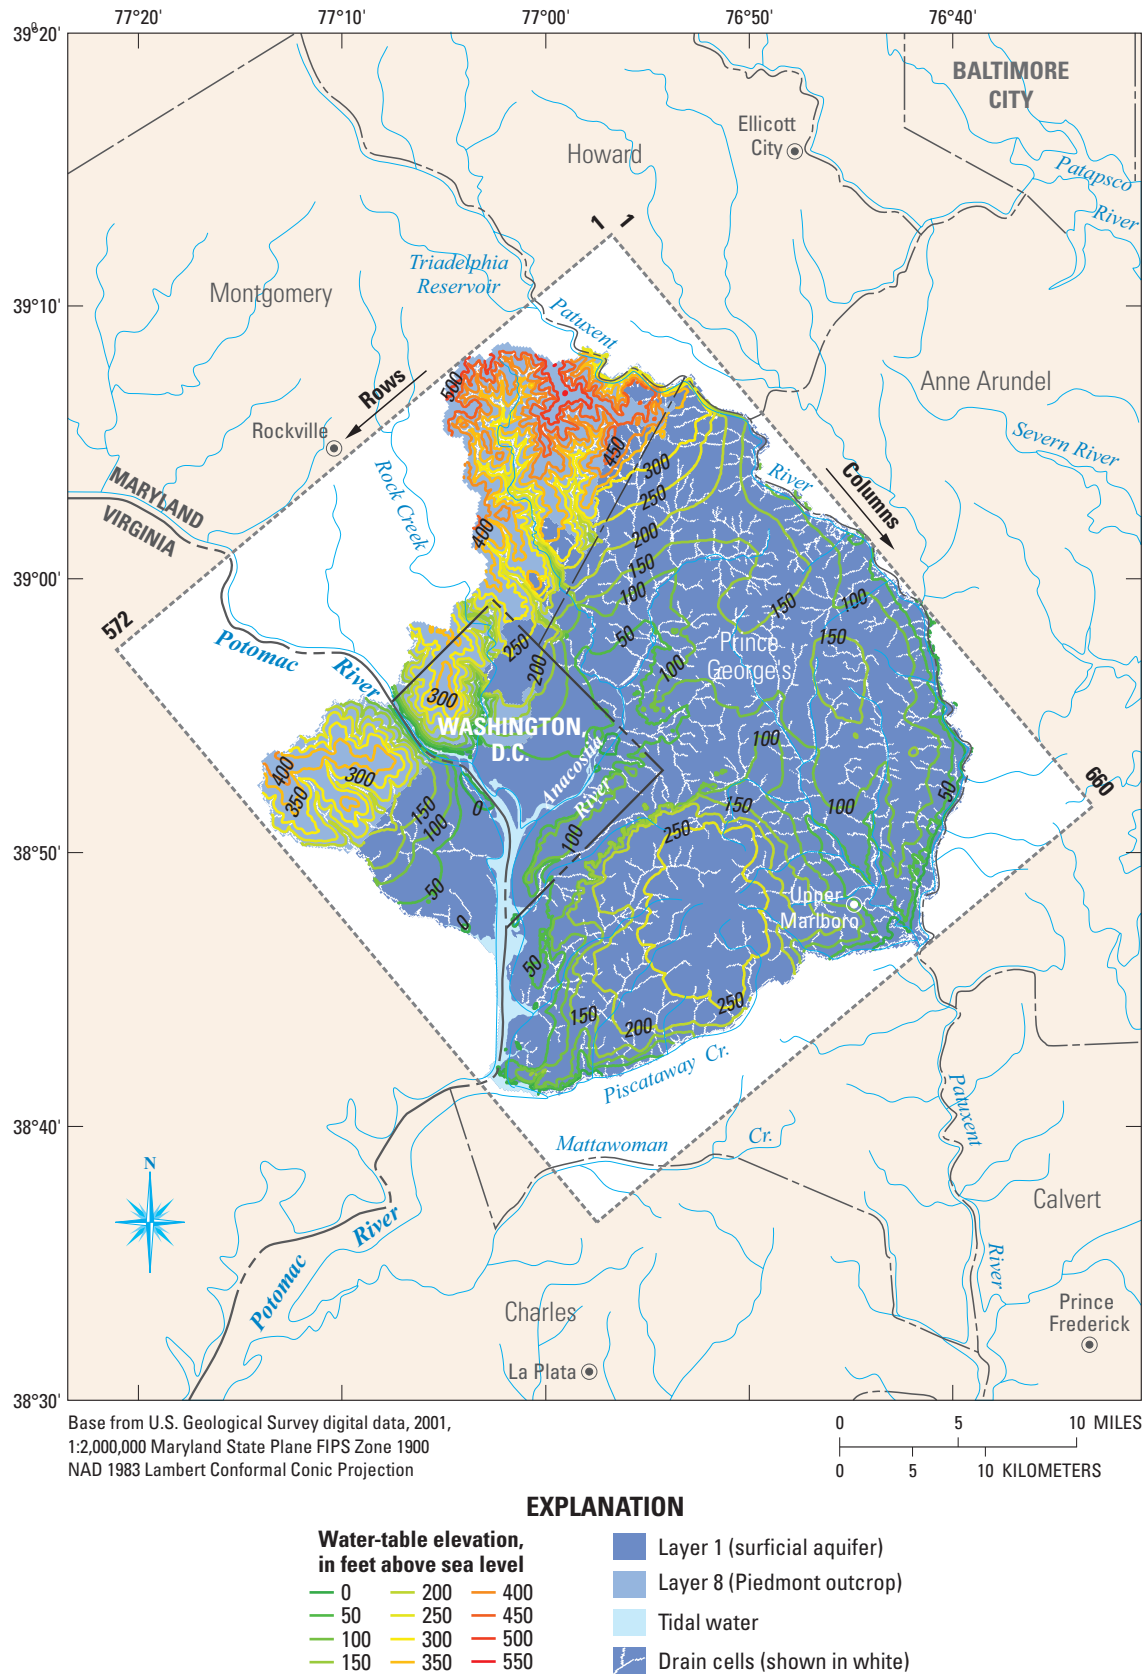 77°20'
77°10'
77°00'
76°50'
76°40'
39°20'
BALTIMORE
CITY
Ellicott
City
Howard
Patapsco
River
1
1
Triadelphia
Reservoir
Montgomery
39°10'
Patuxent
Anne Arundel
500
Rows
Rockville
450
300
Severn River
Rock Creek
River
Columns
250
MARYLAND
VIRGINIA
400
200
150
100
39°00'
150
100
572
50
250
150
Prince
George's
200
100
Potomac
River
300
WASHINGTON,
D.C.
100
Anacostia
River
400
300
350
150
100
0
50
660
150
100
250
100
38°50'
50
Upper
Marlboro
0
50
250
150
200
Piscataway Cr.
Patuxent
38°40'
Mattawoman
Cr.
N
Calvert
River
Potomac
River
Charles
Prince
Frederick
La Plata
38°30'
Base from U.S. Geological Survey digital data, 2001,
1:2,000,000 Maryland State Plane FIPS Zone 1900
NAD 1983 Lambert Conformal Conic Projection
0 5 10 MILES
0 5 10 KILOMETERS
EXPLANATION
Water-table elevation,
in feet above sea level
0
50
100
150
200
250
300
350
400
450
500
550
Layer 1 (surficial aquifer)
Layer 8 (Piedmont outcrop)
Tidal water
Drain cells (shown in white)